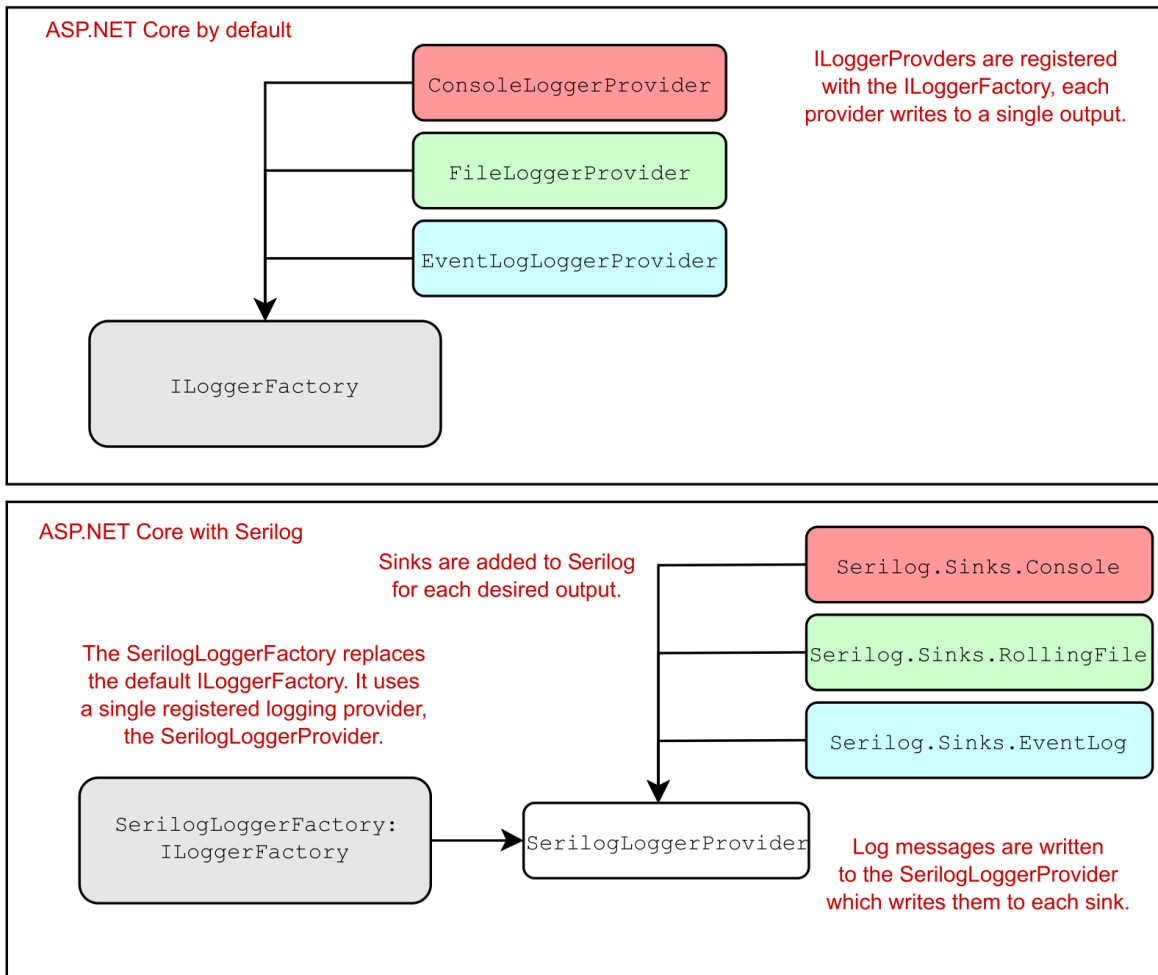 ASP.NET Core by default
ConsoleLoggerProvider
ILoggerProvders are registered
with the ILoggerFactory, each
provider writes to a single output.
FileLoggerProvider
EventLogLoggerProvider
ILoggerFactory
ASP.NET Core with Serilog
Sinks are added to Serilog
for each desired output.
Serilog.Sinks.Console
Serilog.Sinks.RollingFile
Serilog.Sinks.EventLog
The SerilogLoggerFactory replaces
the default ILoggerFactory. It uses
a single registered logging provider,
the SerilogLoggerProvider.
SerilogLoggerFactory:
ILoggerFactory
SerilogLoggerProvider
Log messages are written
to the SerilogLoggerProvider
which writes them to each sink.